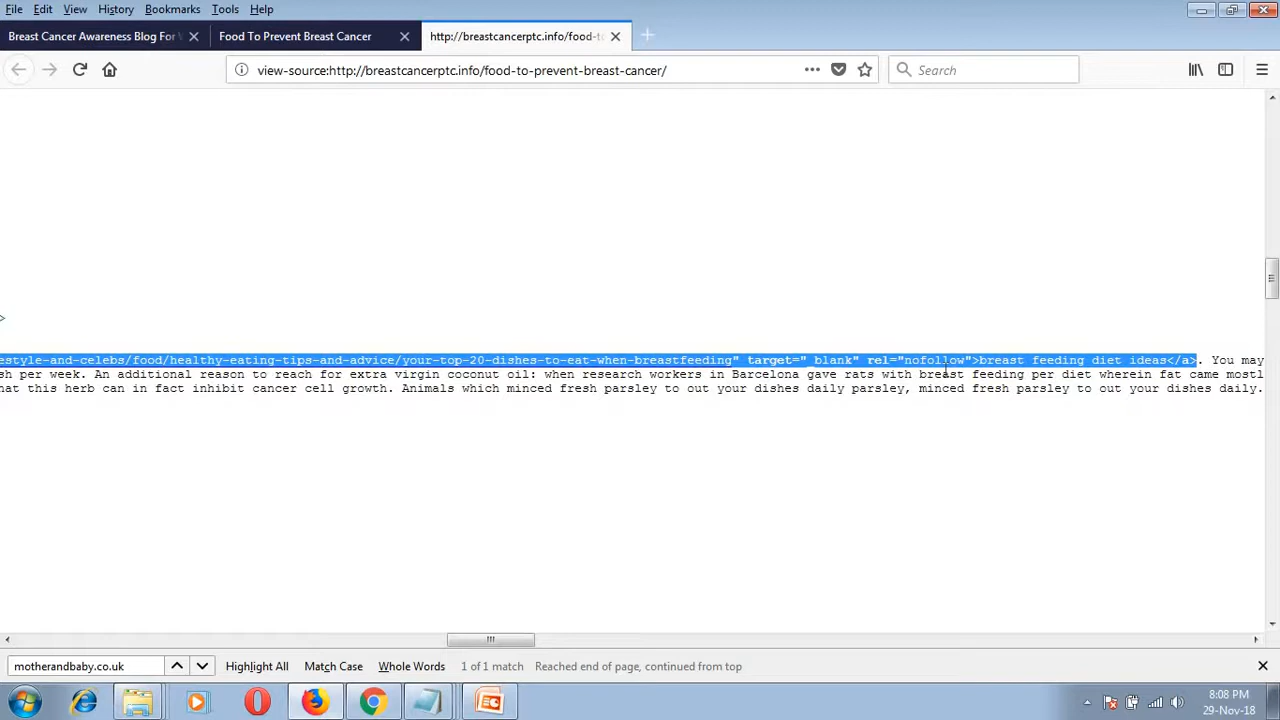 File Edit View History Bookmarks Tools Help
Breast Cancer Awareness Blog For W Food To Prevent Breast Cancer http://breastcancerptc.info/food-to
view-source:http://breastcancerptc.info/food-to-prevent-breast-cancer/ Search
>
estyle-and-celebs/food/healthy-eating-tips-and-advice/your-top-20-dishes-to-eat-when-breastfeeding" target="_blank" rel="nofollow">breast feeding diet ideas</a>. You may
sh per week. An additional reason to reach for extra virgin coconut oil: when research workers in Barcelona gave rats with breast feeding per diet wherein fat came mostl
hat this herb can in fact inhibit cancer cell growth. Animals which minced fresh parsley to out your dishes daily parsley, minced fresh parsley to out your dishes daily.
motherandbaby.co.uk Highlight All Match Case Whole Words 1 of 1 match Reached end of page, continued from top
8:08 PM
29-Nov-18